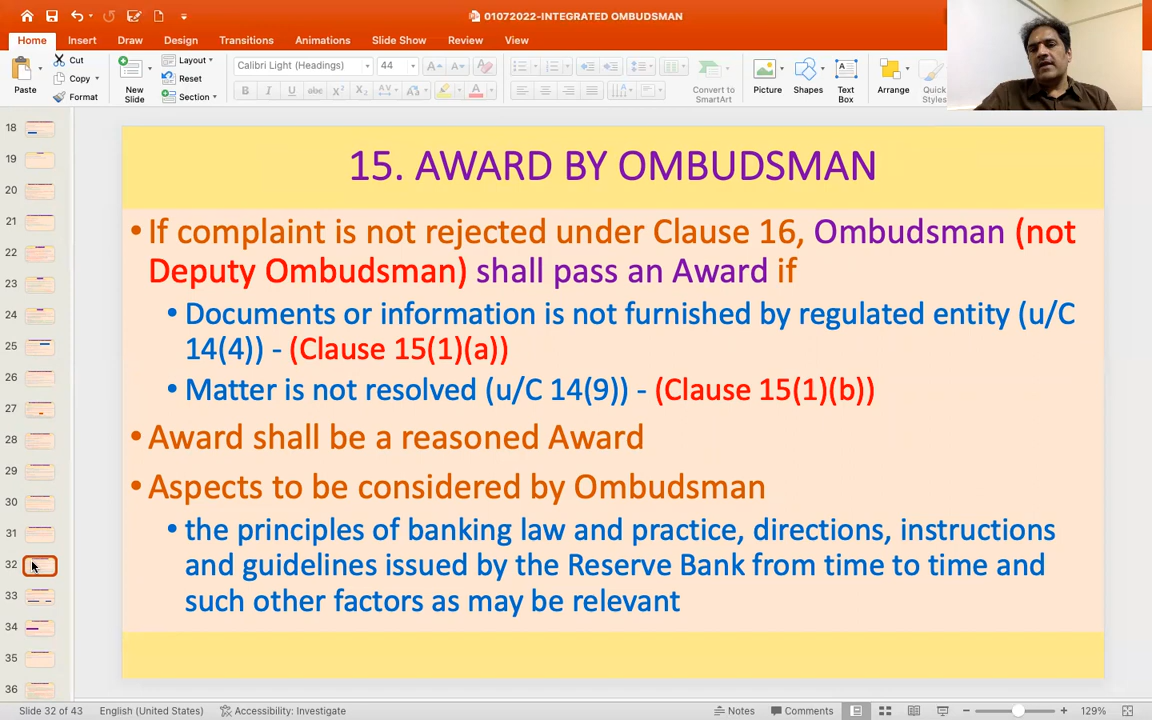 01072022-INTEGRATED OMBUDSMAN
Home Insert Draw Design Transitions Animations Slide Show Review View
Paste
Cut
Copy
Format
New Slide
Layout
Reset
Section
Calibri Light (Headings) 44
Convert to SmartArt
Picture
Shapes
Text Box
Arrange
Quick Styles
18
19
20
21
22
23
24
25
26
27
28
29
30
31
32
33
34
35
36
15. AWARD BY OMBUDSMAN
• If complaint is not rejected under Clause 16, Ombudsman (not
Deputy Ombudsman) shall pass an Award if
• Documents or information is not furnished by regulated entity (u/C
14(4)) - (Clause 15(1)(a))
• Matter is not resolved (u/C 14(9)) - (Clause 15(1)(b))
• Award shall be a reasoned Award
• Aspects to be considered by Ombudsman
• the principles of banking law and practice, directions, instructions
and guidelines issued by the Reserve Bank from time to time and
such other factors as may be relevant
Slide 32 of 43 English (United States) Accessibility: Investigate Notes Comments 129%